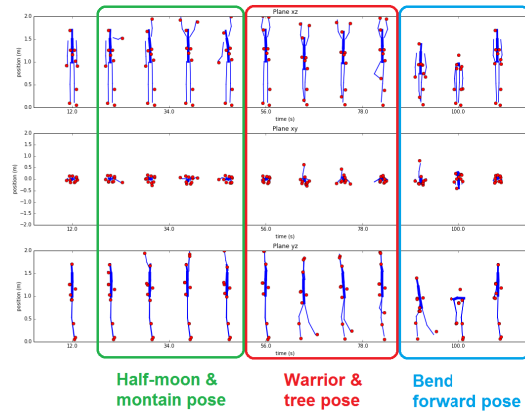 Plane xz
2.0
1.5
1.0
0.5
0.0
position (m)
12.0 34.0 56.0 78.0 100.0
time (s)
Plane xy
2.0
1.5
1.0
0.5
0.0
-0.5
-1.0
-1.5
-2.0
position (m)
12.0 34.0 56.0 78.0 100.0
time (s)
Plane yz
2.0
1.5
1.0
0.5
0.0
position (m)
12.0 34.0 56.0 78.0 100.0
time (s)
Half-moon &
montain pose
Warrior &
tree pose
Bend
forward pose